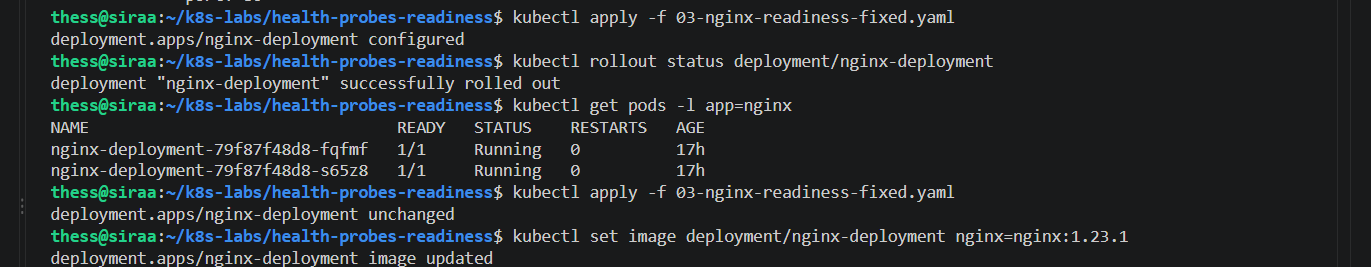 thess@siraa:~/k8s-labs/health-probes-readiness$ kubectl apply -f 03-nginx-readiness-fixed.yaml
deployment.apps/nginx-deployment configured
thess@siraa:~/k8s-labs/health-probes-readiness$ kubectl rollout status deployment/nginx-deployment
deployment "nginx-deployment" successfully rolled out
thess@siraa:~/k8s-labs/health-probes-readiness$ kubectl get pods -l app=nginx
NAME READY STATUS RESTARTS AGE
nginx-deployment-79f87f48d8-fqfmf 1/1 Running 0 17h
nginx-deployment-79f87f48d8-s65z8 1/1 Running 0 17h
thess@siraa:~/k8s-labs/health-probes-readiness$ kubectl apply -f 03-nginx-readiness-fixed.yaml
deployment.apps/nginx-deployment unchanged
thess@siraa:~/k8s-labs/health-probes-readiness$ kubectl set image deployment/nginx-deployment nginx=nginx:1.23.1
deployment.apps/nginx-deployment image updated